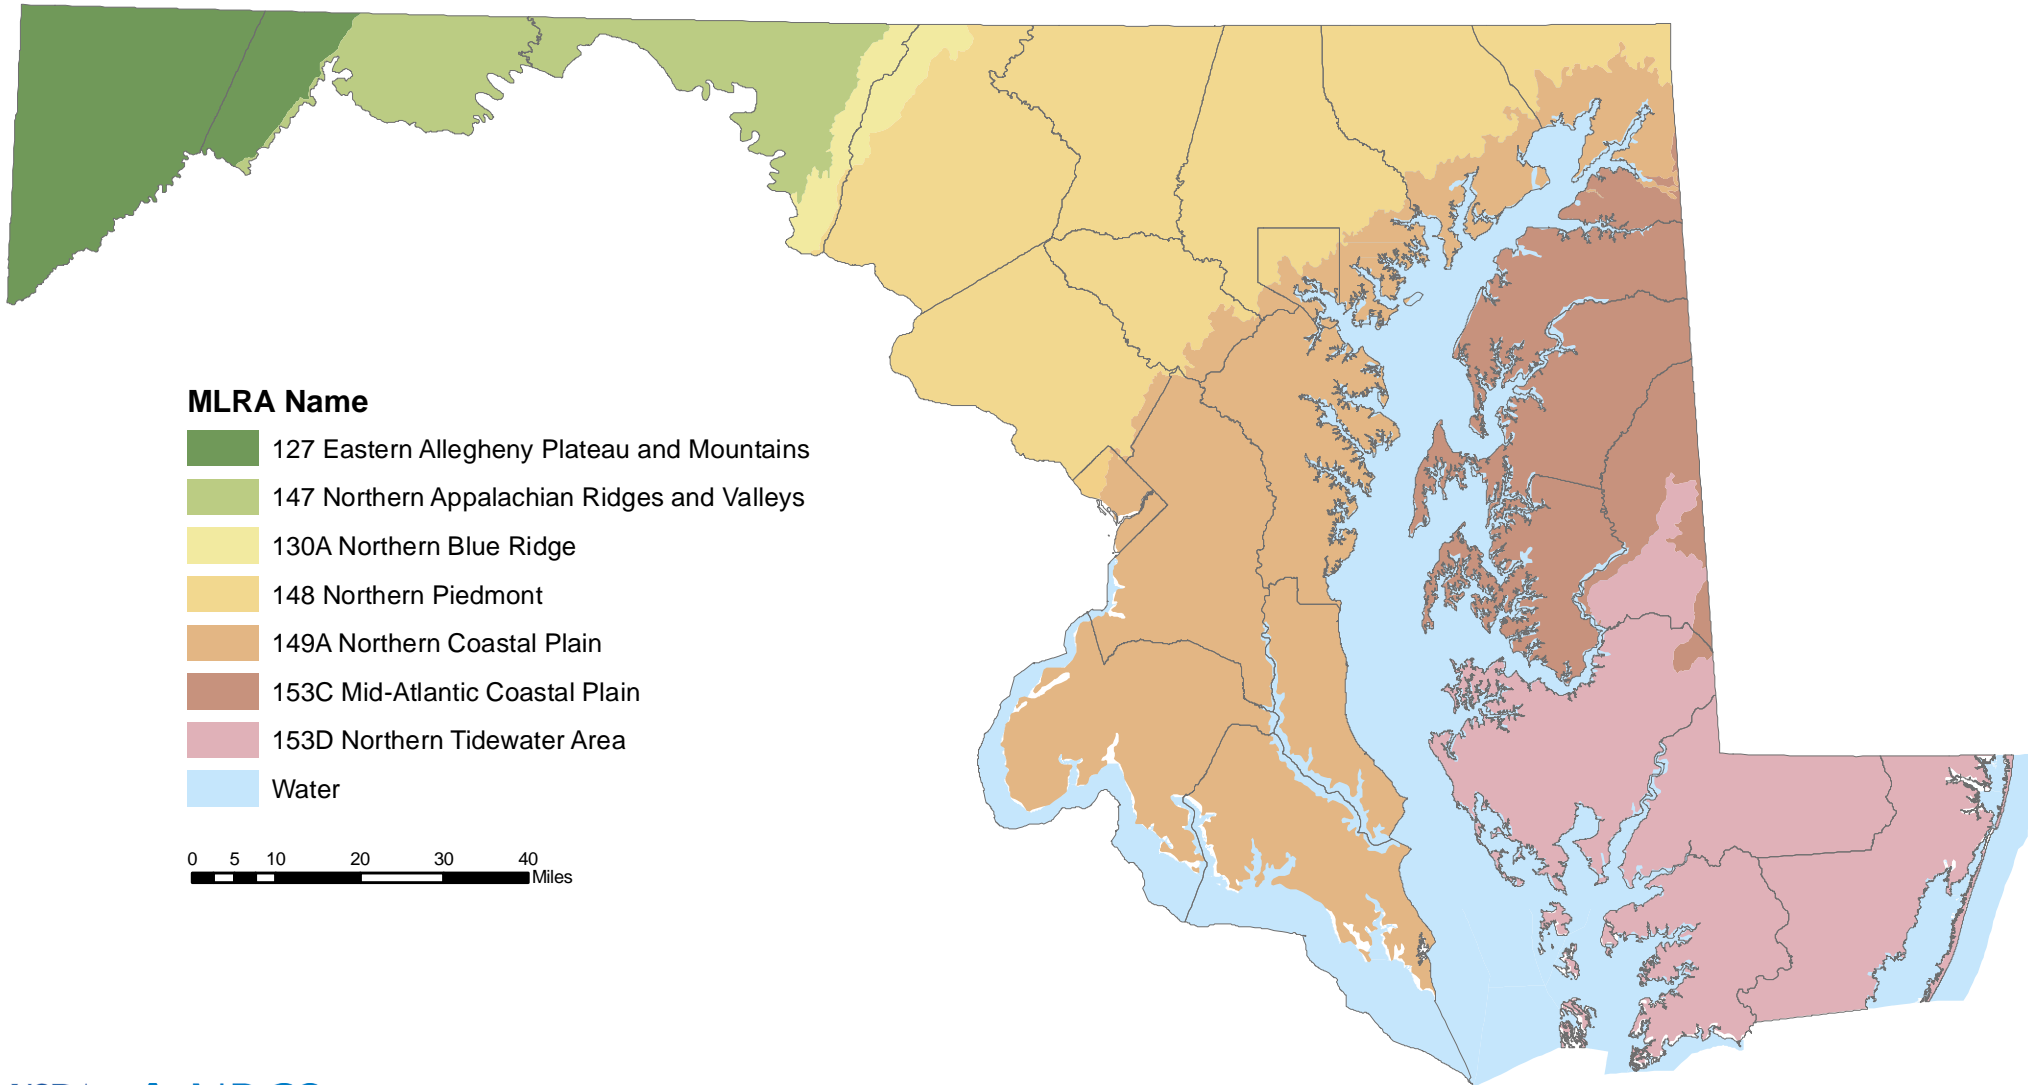 MLRA Name
127 Eastern Allegheny Plateau and Mountains
147 Northern Appalachian Ridges and Valleys
130A Northern Blue Ridge
148 Northern Piedmont
149A Northern Coastal Plain
153C Mid-Atlantic Coastal Plain
153D Northern Tidewater Area
Water
0 5 10 20 30 40
Miles